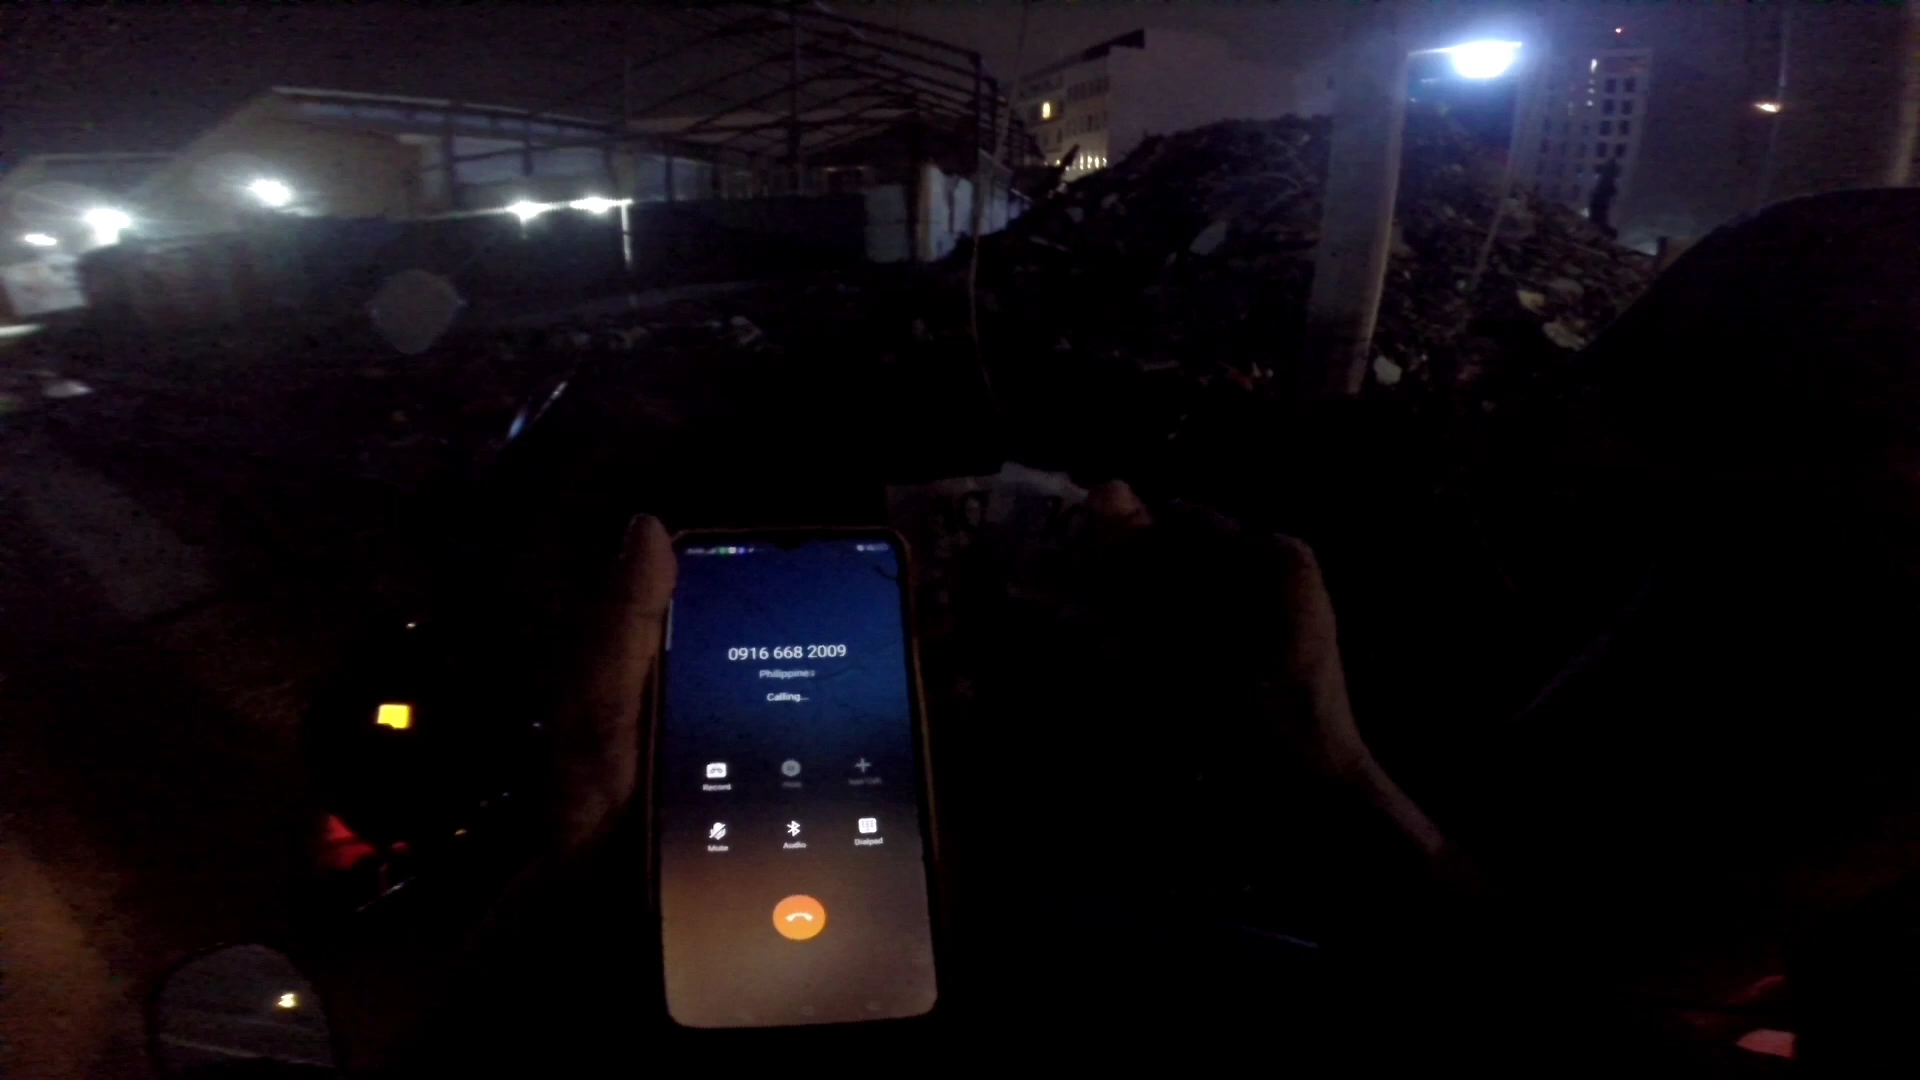 0916 668 2009
Philippines
Calling...
Record
Mute
Audio
Dialpad